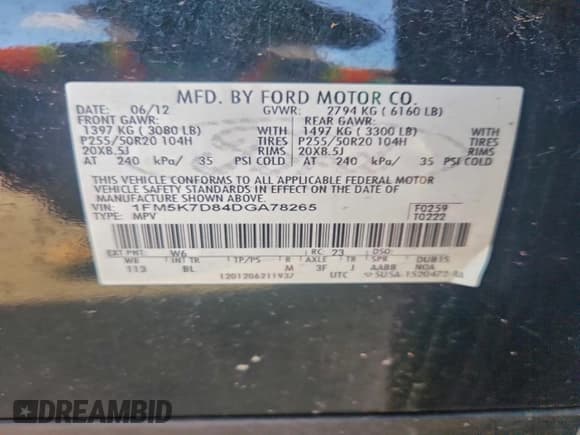 MFD. BY FORD MOTOR CO.
DATE: 06/12 GVWR: 2794 KG ( 6160 LB)
FRONT GAWR: REAR GAWR:
1397 KG ( 3080 LB) WITH 1497 KG ( 3300 LB) WITH
P255/50R20 104H TIRES P255/50R20 104H TIRES
20X8.5J RIMS 20X8.5J RIMS
AT 240 kPa/ 35 PSI COLD AT 240 kPa/ 35 PSI COLD
THIS VEHICLE CONFORMS TO ALL APPLICABLE FEDERAL MOTOR
VEHICLE SAFETY AND BUMPER STANDARDS IN EFFECT ON THE DATE OF
MANUFACTURE SHOWN ABOVE.
VIN: 1FM5K7D84DGA78265 F0259
TYPE: MPV T0222
EXT PNT: W6 RC: 23 DSO:
WB INT TR TP/PS R AXLE TR SPR
113 BL M 3F J AABB NOA
1201206211937 UTC
DREAMBID